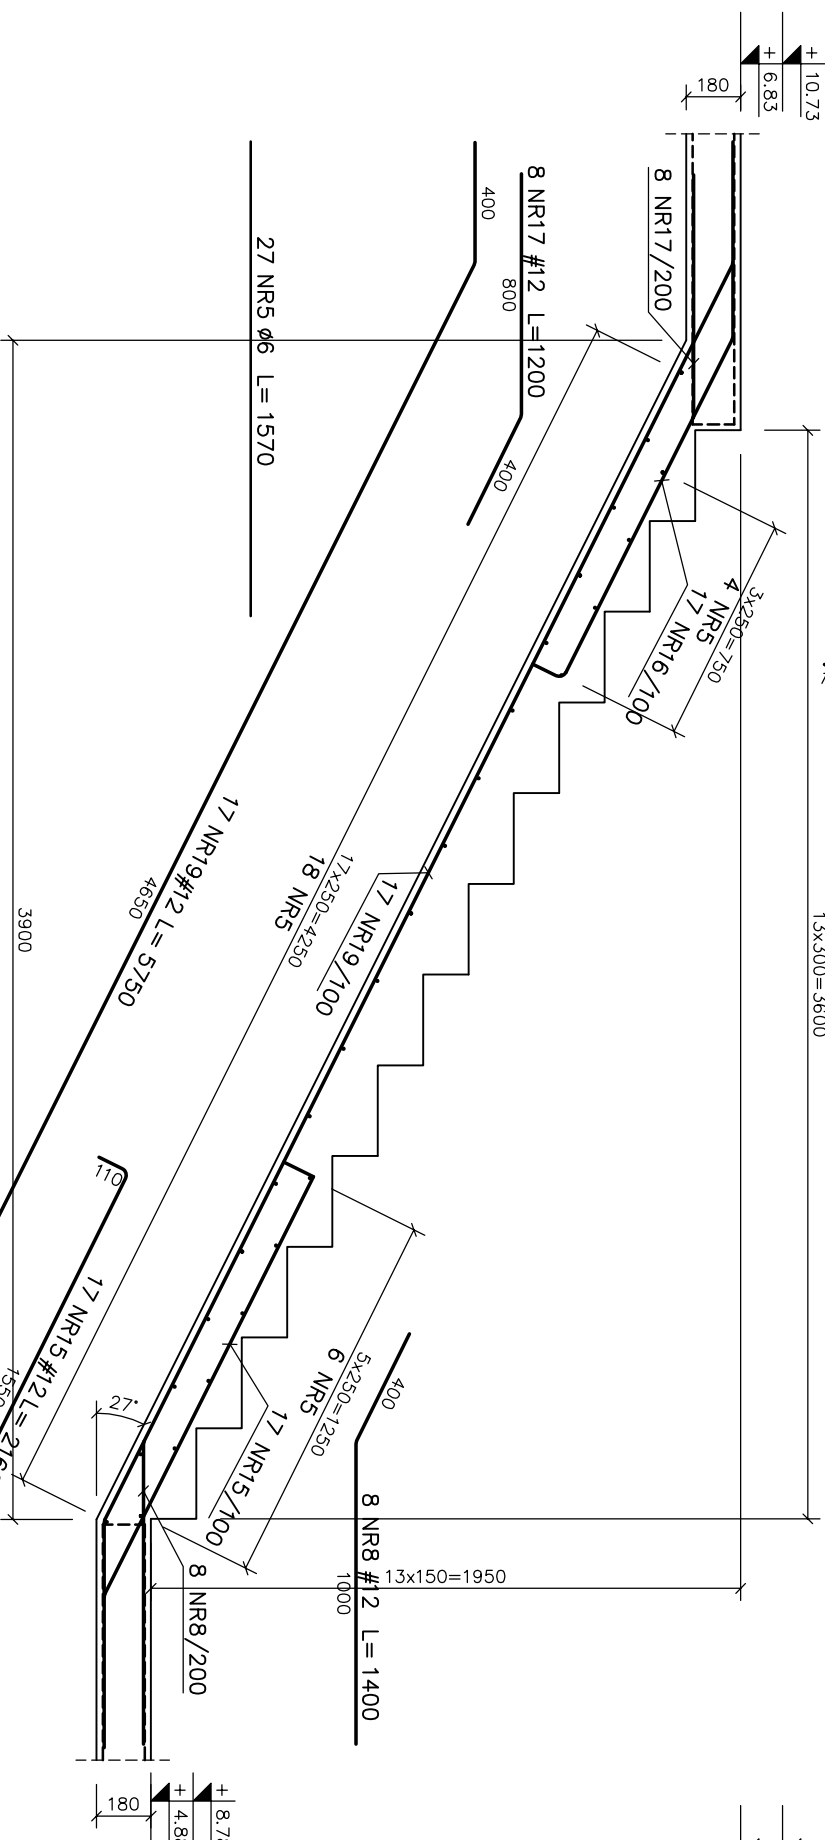 + 10.73
+ 6.83
180
8 NR17/200
8 NR17 #12 L=1200
800
400
400
27 NR5 ø6 L=1570
3x250=750
4 NR5
17 NR16/100
13x300=3600
17x250=4250
18 NR5
17 NR19/100
17 NR19#12 L=5750
4650
3900
110
17 NR15 #12 L=216
27°
5x250=1250
6 NR5
17 NR15/100
400
8 NR8 #12 L=1400
1000
13x150=1950
8 NR8/200
180
+ 4.8
+ 8.7